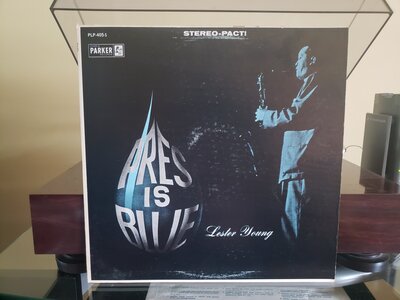 PLP-405-S
STEREO-PACT!
PARKER
PRES
IS
BLUE
Lester Young